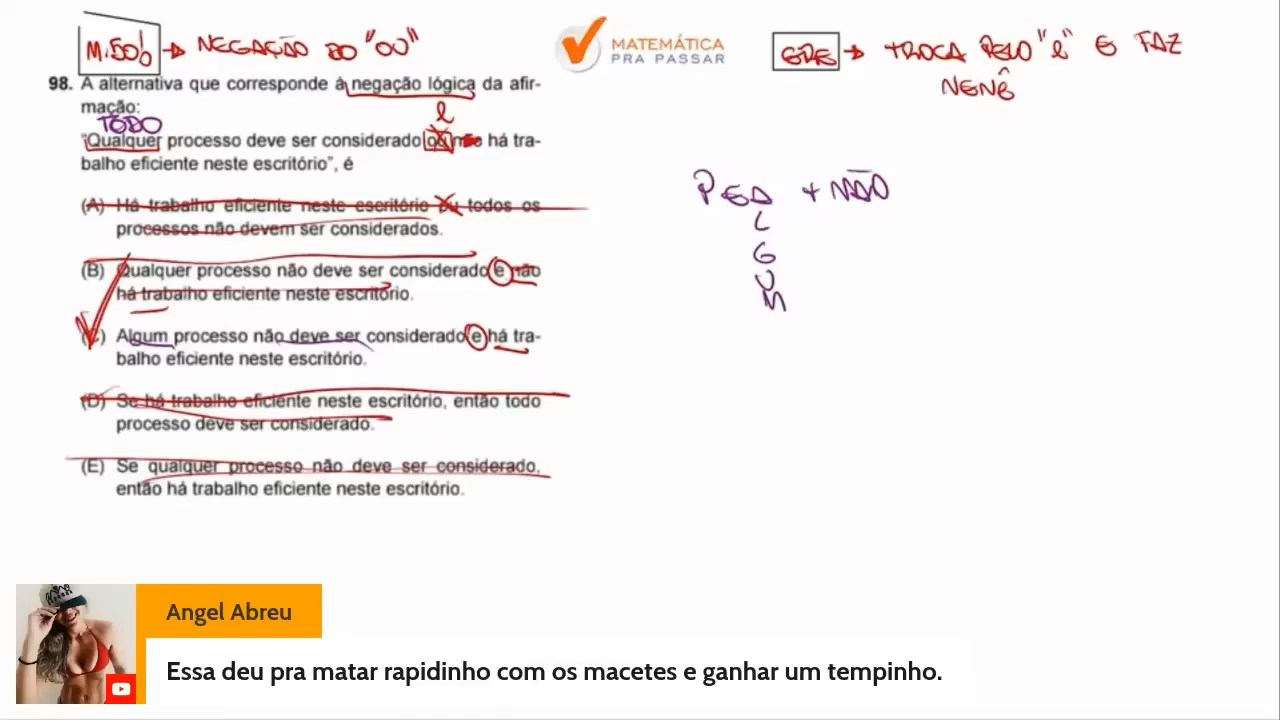 M.50% → NEGAÇÃO DO "OU"
MATEMÁTICA
PRA PASSAR
→ TROCA PELO "e" E FAZ
NENÊ
98. A alternativa que corresponde à negação lógica da afir-
mação:
TODO
e
"Qualquer processo deve ser considerado ou não há tra-
balho eficiente neste escritório", é
PEA + NÃO
L
G
U
M
(A) Há trabalho eficiente neste escritório ou todos os
processos não devem ser considerados.
(B) Qualquer processo não deve ser considerado e não
há trabalho eficiente neste escritório.
(C) Algum processo não deve ser considerado e há tra-
balho eficiente neste escritório.
(D) Se há trabalho eficiente neste escritório, então todo
processo deve ser considerado.
(E) Se qualquer processo não deve ser considerado,
então há trabalho eficiente neste escritório.
Angel Abreu
Essa deu pra matar rapidinho com os macetes e ganhar um tempinho.